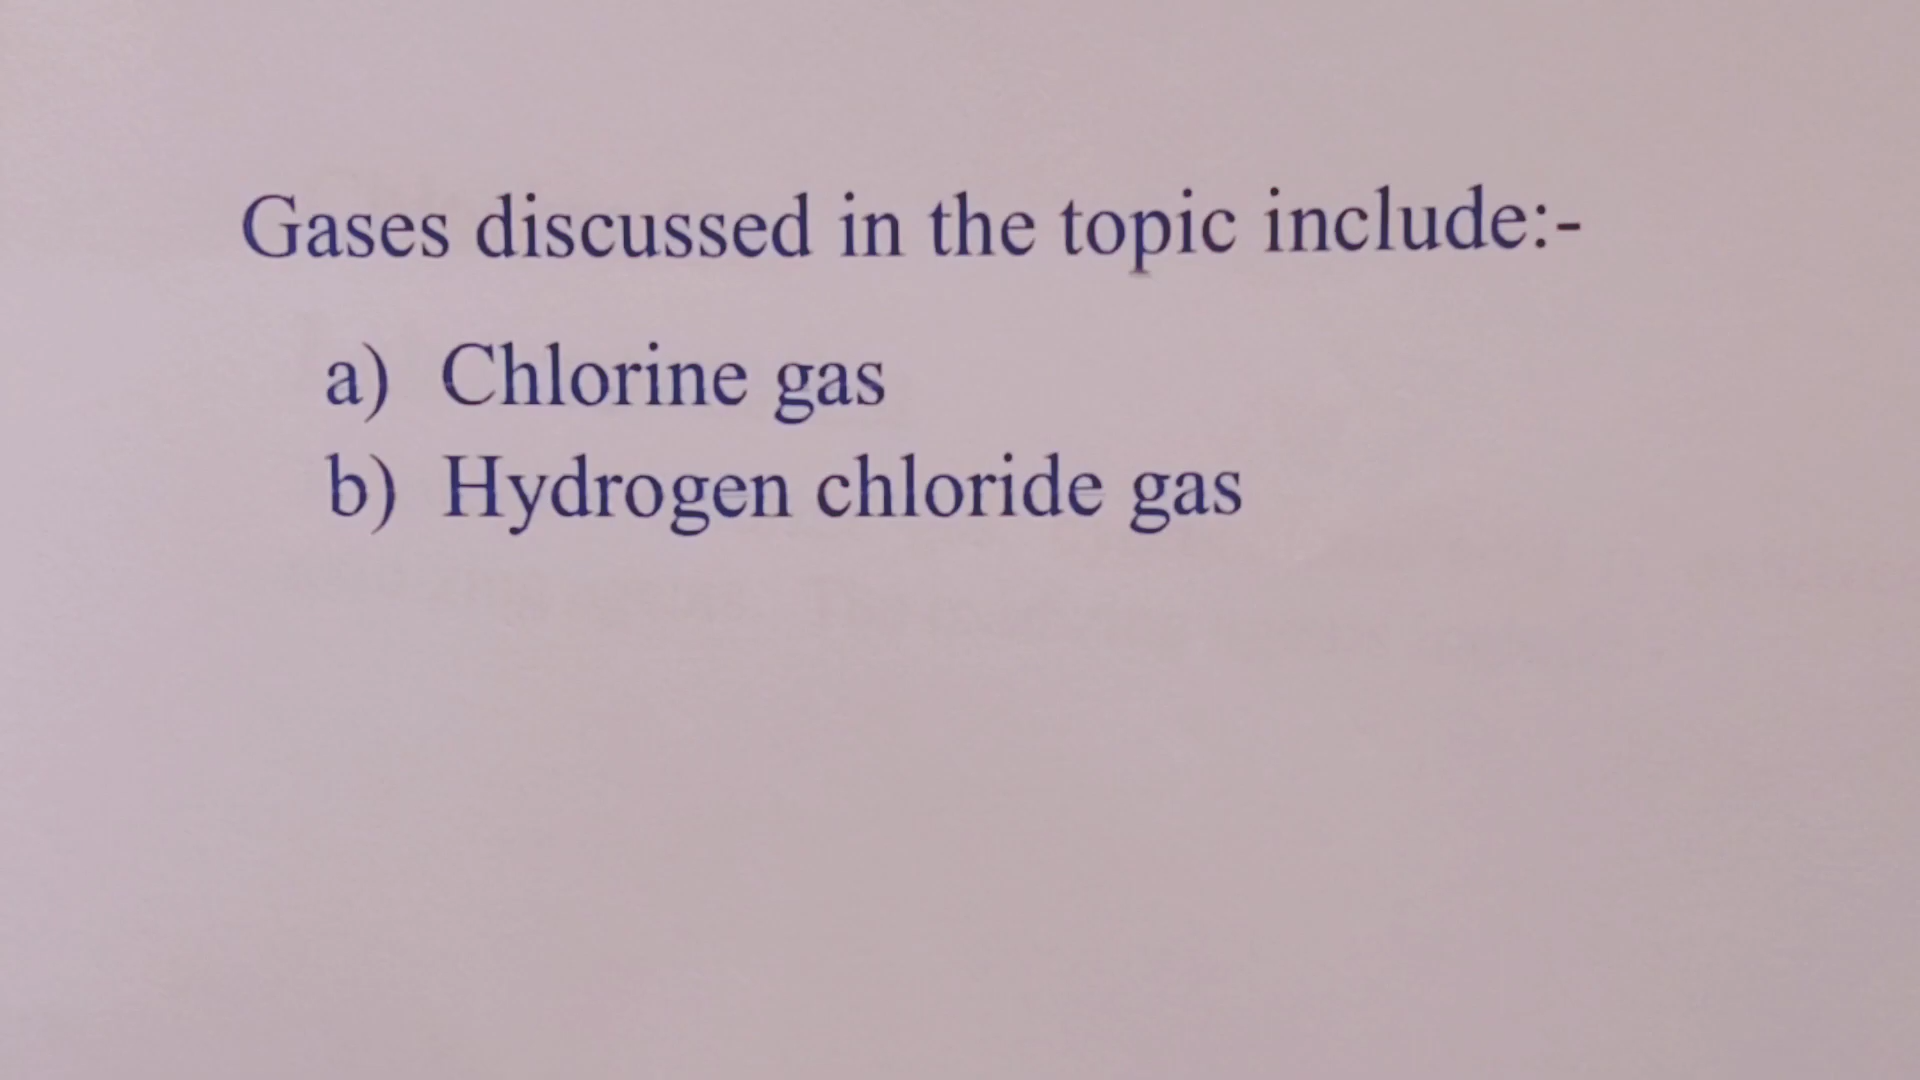 Gases discussed in the topic include:-
a) Chlorine gas
b) Hydrogen chloride gas